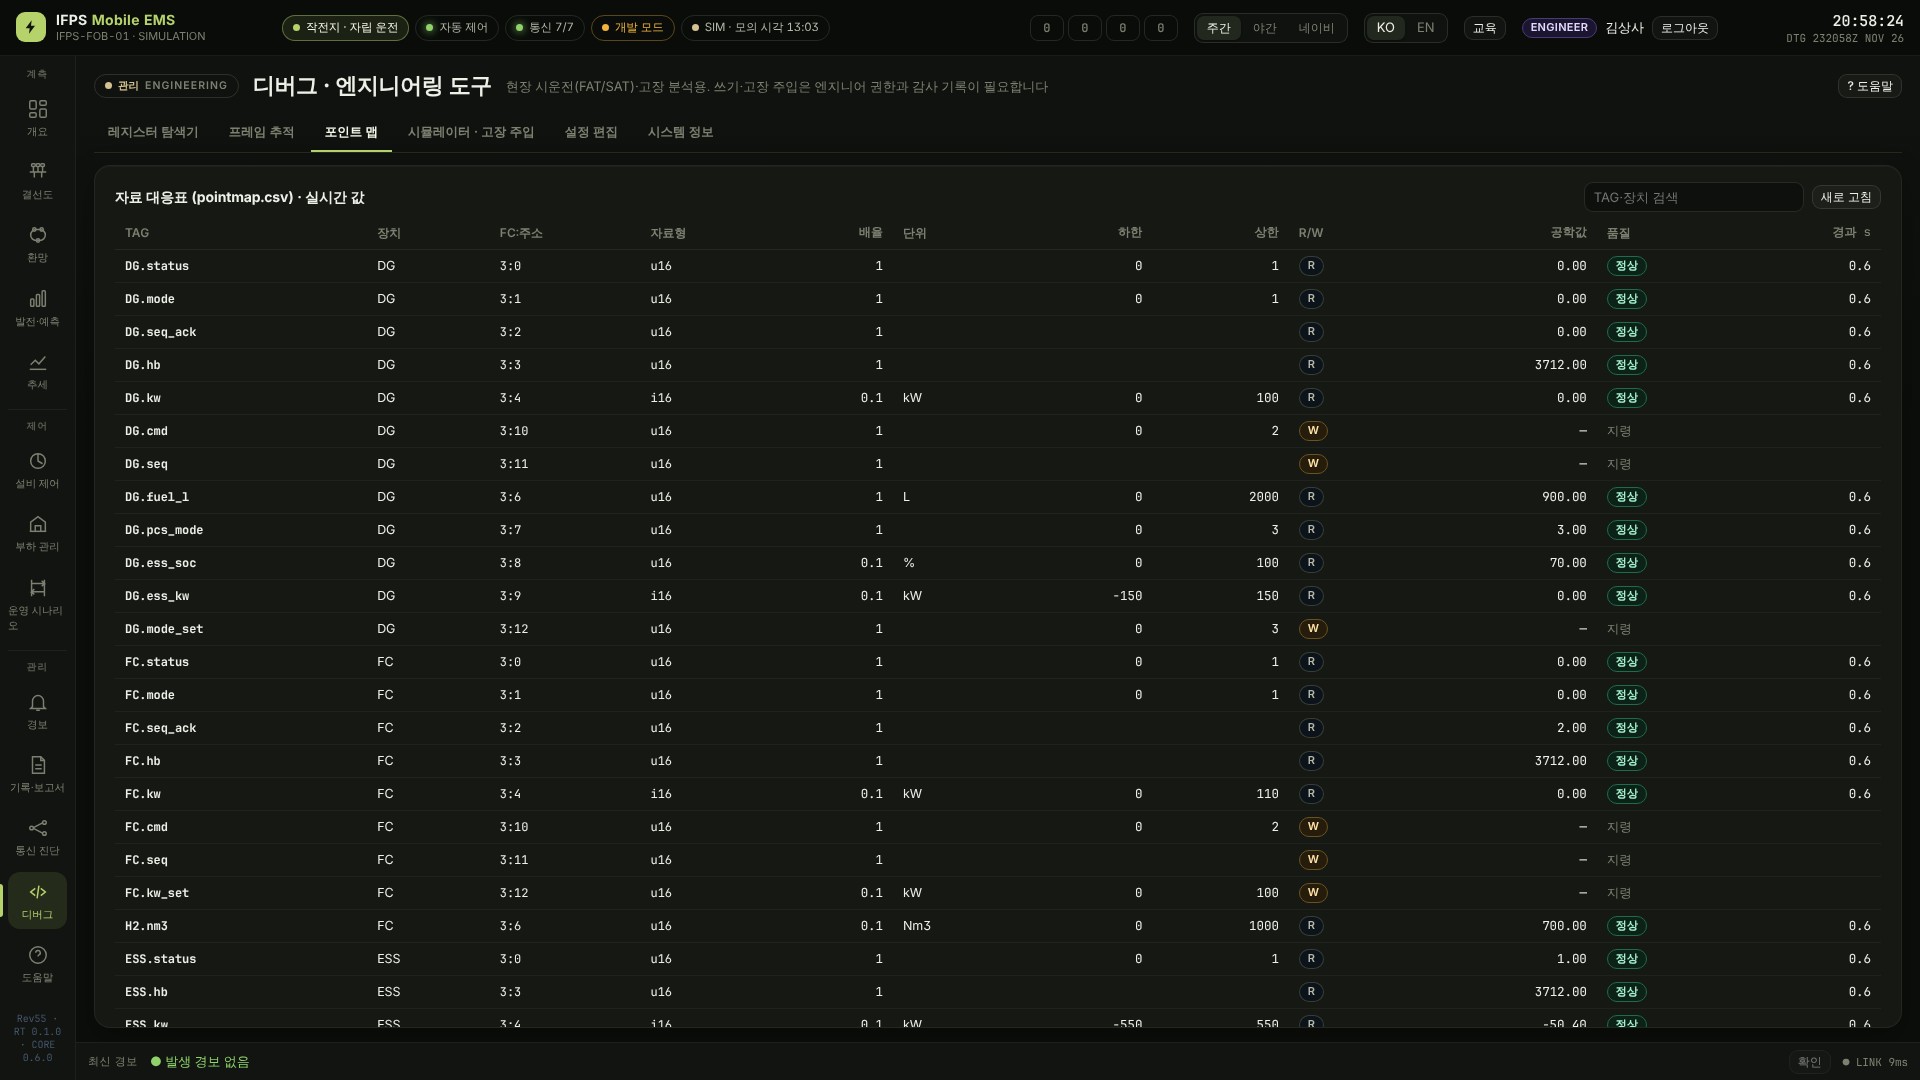 IFPS Mobile EMS
IFPS-FOB-01 · SIMULATION
작전지 · 자립 운전
자동 제어
통신 7/7
개발 모드
SIM · 모의 시각 13:03
0 0 0 0
주간 야간 네이비
KO EN
교육
ENGINEER 김상사 로그아웃
20:58:24
DTG 232058Z NOV 26
계측
개요
결선도
환망
발전·예측
추세
제어
설비 제어
부하 관리
운영 시나리
오
관리
경보
기록·보고서
통신 진단
디버그
도움말
RevSS ·
RT 0.1.0
· CORE
0.6.0
관리 ENGINEERING
디버그 · 엔지니어링 도구
현장 시운전(FAT/SAT)·고장 분석용. 쓰기·고장 주입은 엔지니어 권한과 감사 기록이 필요합니다
? 도움말
레지스터 탐색기 프레임 추적 포인트 맵 시뮬레이터 · 고장 주입 설정 편집 시스템 정보
자료 대응표 (pointmap.csv) · 실시간 값
TAG·장치 검색
새로 고침
TAG 장치 FC:주소 자료형 배율 단위 하한 상한 R/W 공학값 품질 경과 s
DG.status DG 3:0 u16 1 0 1 R 0.00 정상 0.6
DG.mode DG 3:1 u16 1 0 1 R 0.00 정상 0.6
DG.seq_ack DG 3:2 u16 1 R 0.00 정상 0.6
DG.hb DG 3:3 u16 1 R 3712.00 정상 0.6
DG.kw DG 3:4 i16 0.1 kW 0 100 R 0.00 정상 0.6
DG.cmd DG 3:10 u16 1 0 2 W — 지령
DG.seq DG 3:11 u16 1 W — 지령
DG.fuel_l DG 3:6 u16 1 L 0 2000 R 900.00 정상 0.6
DG.pcs_mode DG 3:7 u16 1 0 3 R 3.00 정상 0.6
DG.ess_soc DG 3:8 u16 0.1 % 0 100 R 70.00 정상 0.6
DG.ess_kw DG 3:9 i16 0.1 kW -150 150 R 0.00 정상 0.6
DG.mode_set DG 3:12 u16 1 0 3 W — 지령
FC.status FC 3:0 u16 1 0 1 R 0.00 정상 0.6
FC.mode FC 3:1 u16 1 0 1 R 0.00 정상 0.6
FC.seq_ack FC 3:2 u16 1 R 2.00 정상 0.6
FC.hb FC 3:3 u16 1 R 3712.00 정상 0.6
FC.kw FC 3:4 i16 0.1 kW 0 110 R 0.00 정상 0.6
FC.cmd FC 3:10 u16 1 0 2 W — 지령
FC.seq FC 3:11 u16 1 W — 지령
FC.kw_set FC 3:12 u16 0.1 kW 0 100 W — 지령
H2.nm3 FC 3:6 u16 0.1 Nm3 0 1000 R 700.00 정상 0.6
ESS.status ESS 3:0 u16 1 0 1 R 1.00 정상 0.6
ESS.hb ESS 3:3 u16 1 R 3712.00 정상 0.6
ESS.kw ESS 3:4 i16 0.1 kW -550 550 R -50.40 정상 0.6
최신 경보 발생 경보 없음
확인
LINK 9ms